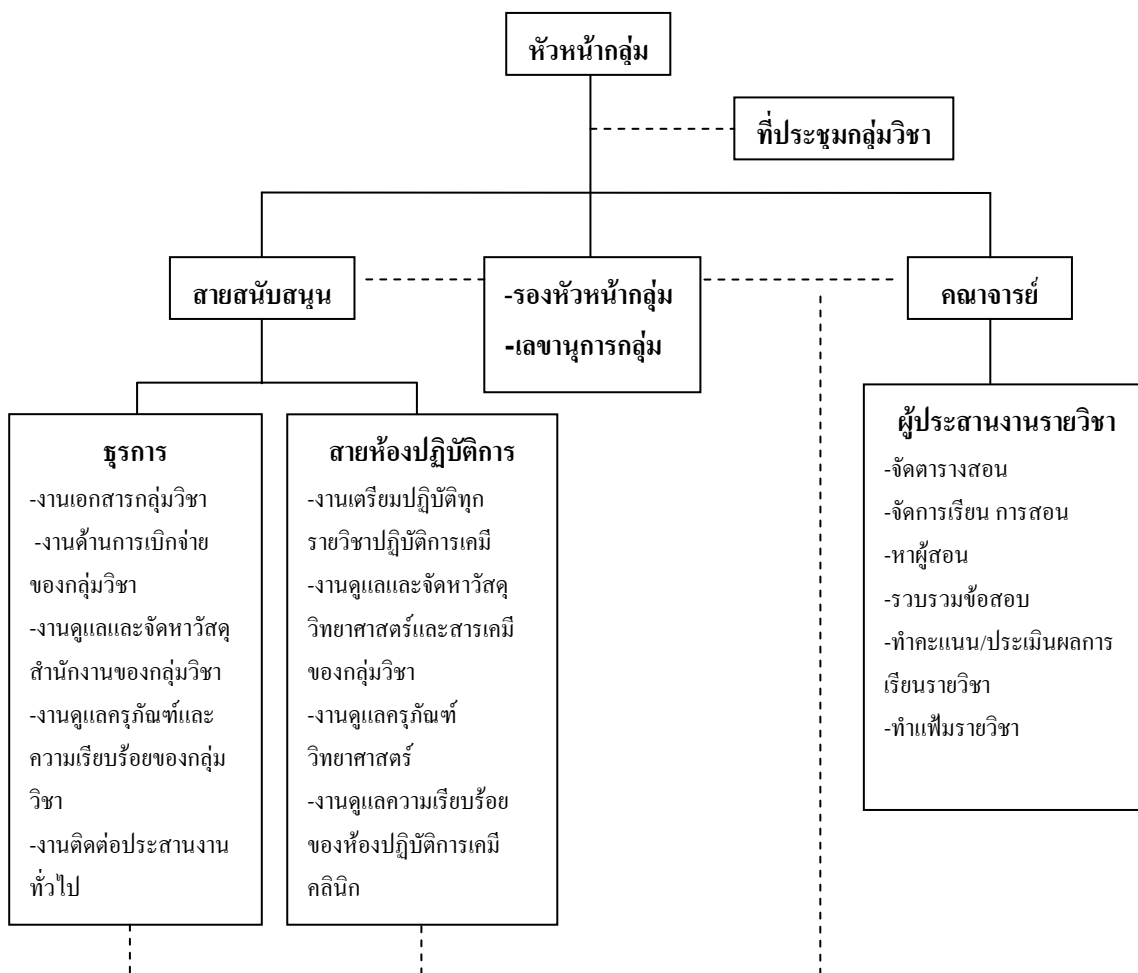 หัวหน้ากลุ่ม
ที่ประชุมกลุ่มวิชา
สายสนับสนุน
-รองหัวหน้ากลุ่ม
-เลขานุการกลุ่ม
คณาจารย์
ธุรการ
-งานเอกสารกลุ่มวิชา
-งานด้านการเบิกจ่าย
ของกลุ่มวิชา
-งานดูแลและจัดหาวัสดุ
สำนักงานของกลุ่มวิชา
-งานดูแลครุภัณฑ์และ
ความเรียบร้อยของกลุ่ม
วิชา
-งานติดต่อประสานงาน
ทั่วไป
สายห้องปฏิบัติการ
-งานเตรียมปฏิบัติทุก
รายวิชาปฏิบัติการเคมี
-งานดูแลและจัดหาวัสดุ
วิทยาศาสตร์และสารเคมี
ของกลุ่มวิชา
-งานดูแลครุภัณฑ์
วิทยาศาสตร์
-งานดูแลความเรียบร้อย
ของห้องปฏิบัติการเคมี
คลินิก
ผู้ประสานงานรายวิชา
-จัดตารางสอน
-จัดการเรียน การสอน
-หาผู้สอน
-รวบรวมข้อสอบ
-ทำคะแนน/ประเมินผลการ
เรียนรายวิชา
-ทำแฟ้มรายวิชา